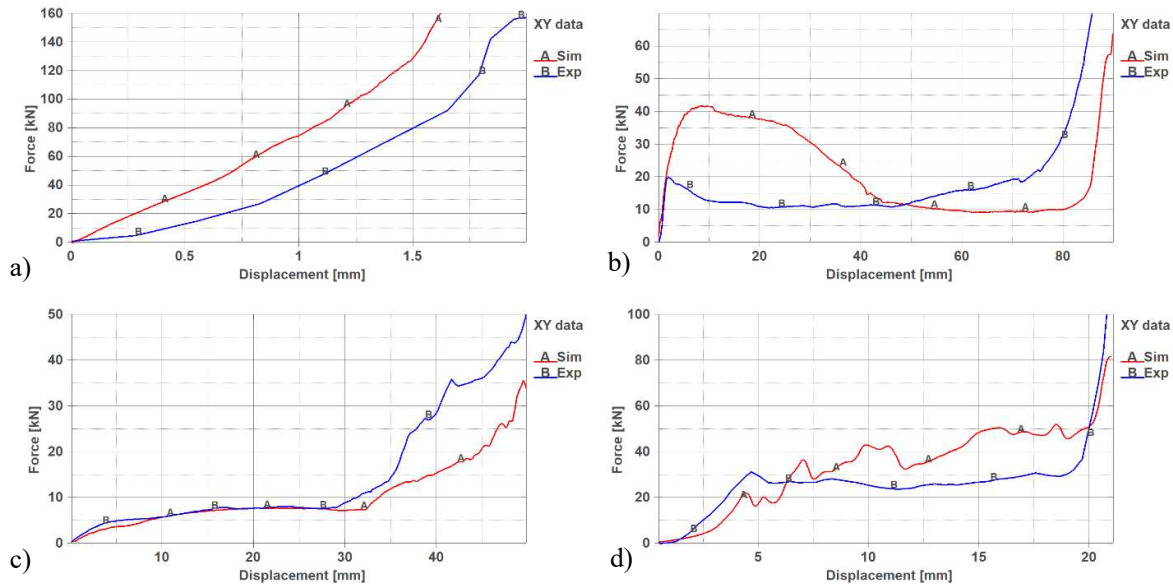 160
140
120
100
80
60
40
20
0
Force [kN]
0
0.5
1
1.5
Displacement [mm]
A
A
A
A
B
B
B
B
XY data
A Sim
B Exp
a)
70
60
50
40
30
20
10
0
Force [kN]
0
20
40
60
80
Displacement [mm]
A
A
A
A
B
B
B
B
B
XY data
A Sim
B Exp
b)
50
40
30
20
10
0
Force [kN]
10
20
30
40
Displacement [mm]
A
A
A
A
B
B
B
B
XY data
A Sim
B Exp
c)
100
80
60
40
20
0
Force [kN]
5
10
15
20
Displacement [mm]
A
A
A
A
B
B
B
B
B
XY data
A Sim
B Exp
d)